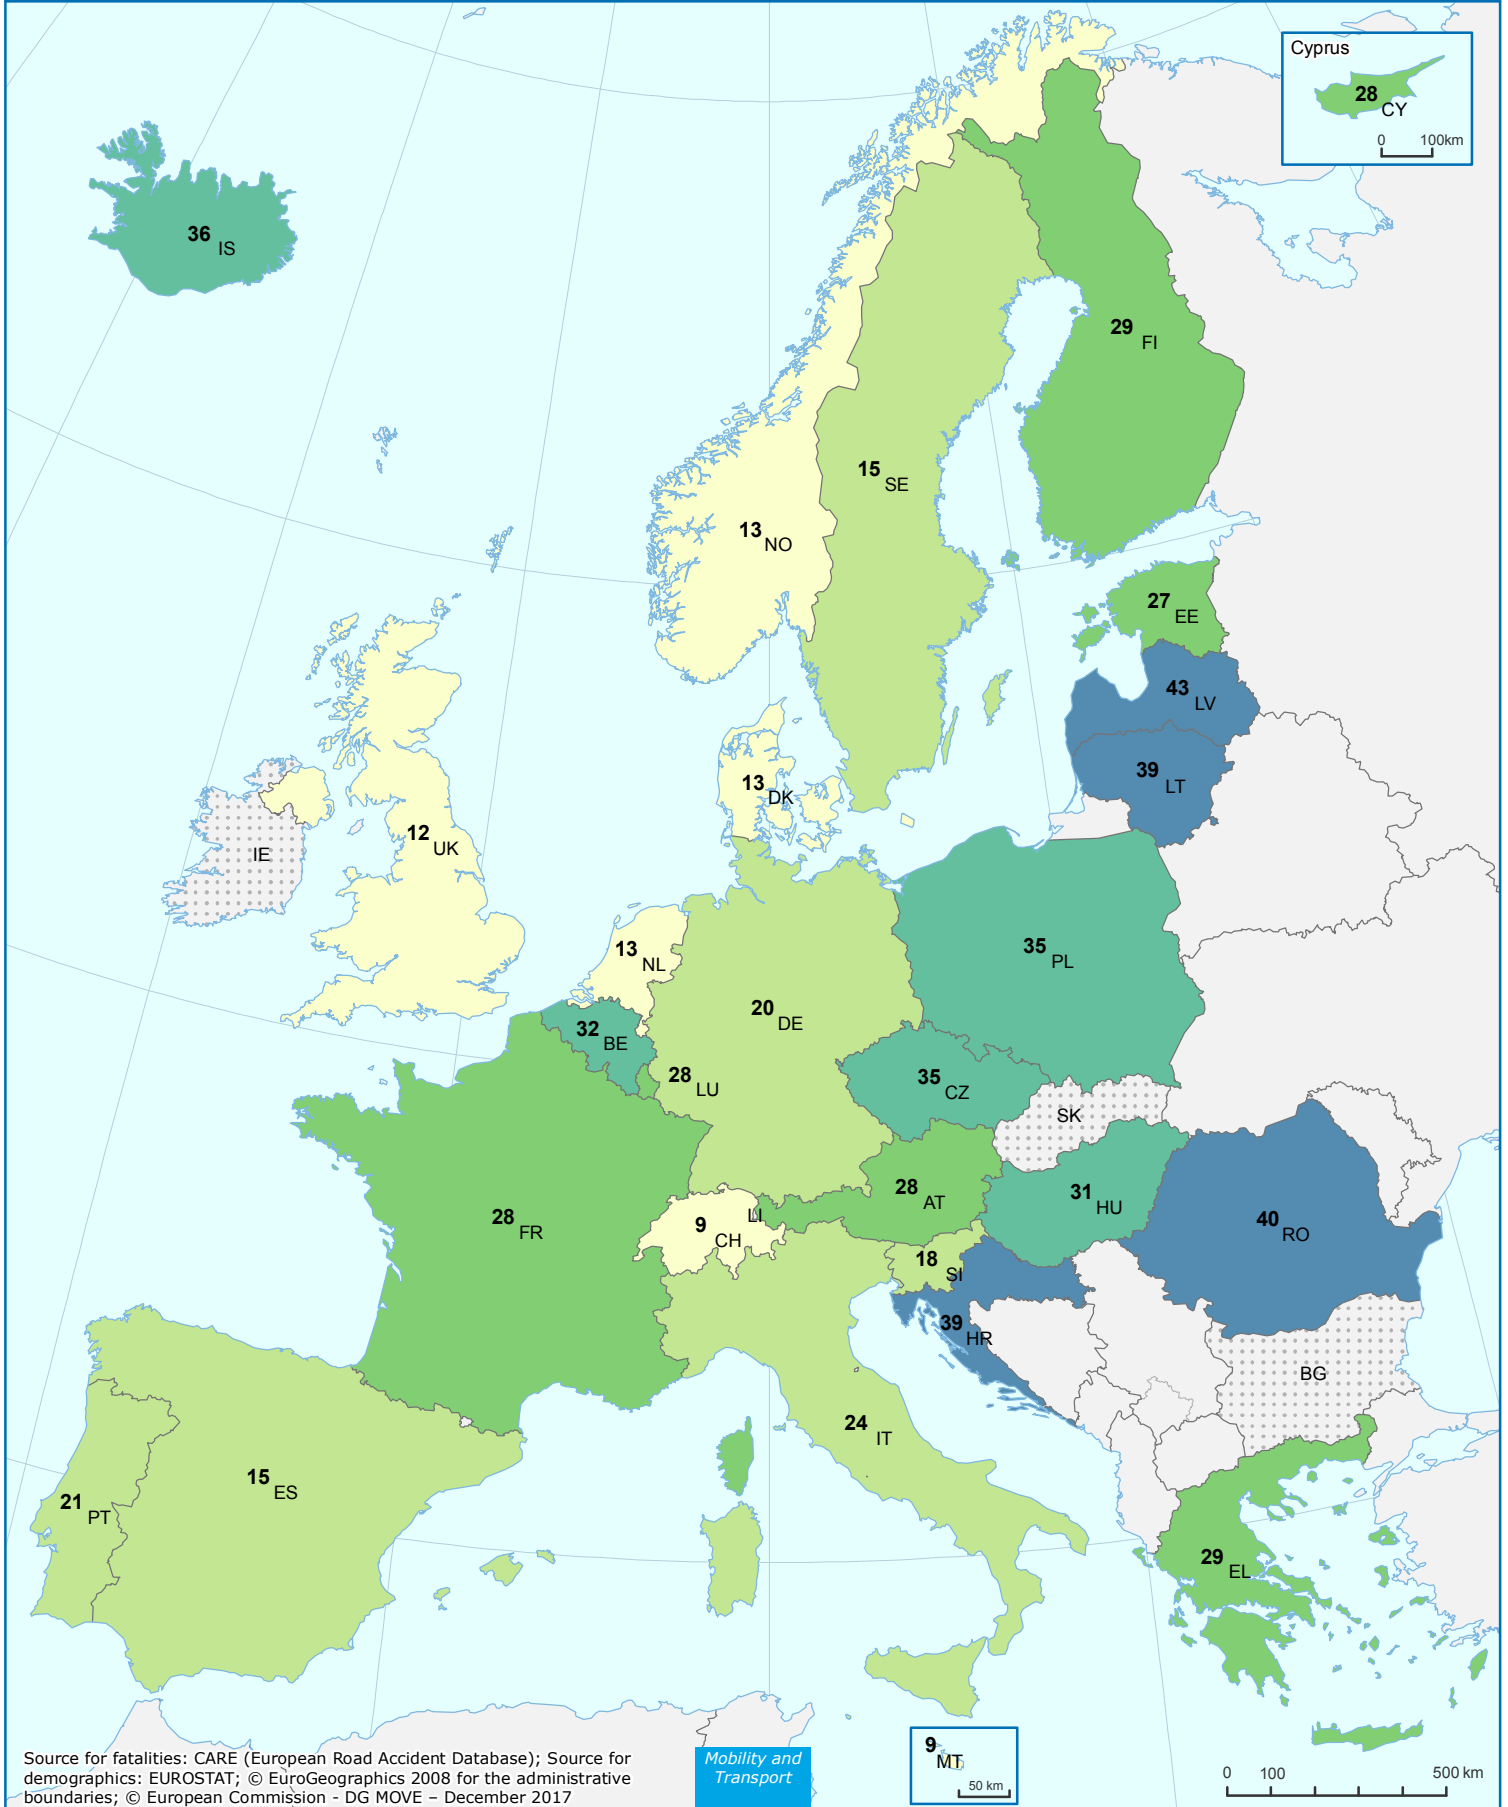 Cyprus
28 CY
0 100km
36 IS
29 FI
15 SE
13 NO
27 EE
43 LV
39 LT
13 DK
12 UK
IE
13 NL
35 PL
20 DE
32 BE
28 LU
35 CZ
SK
28 AT
31 HU
28 FR
9 CH
LI
40 RO
18 SI
39 HR
BG
24 IT
15 ES
21 PT
29 EL
9 MT
50 km
0 100 500 km
Source for fatalities: CARE (European Road Accident Database); Source for
demographics: EUROSTAT; © EuroGeographics 2008 for the administrative
boundaries; © European Commission - DG MOVE – December 2017
Mobility and
Transport